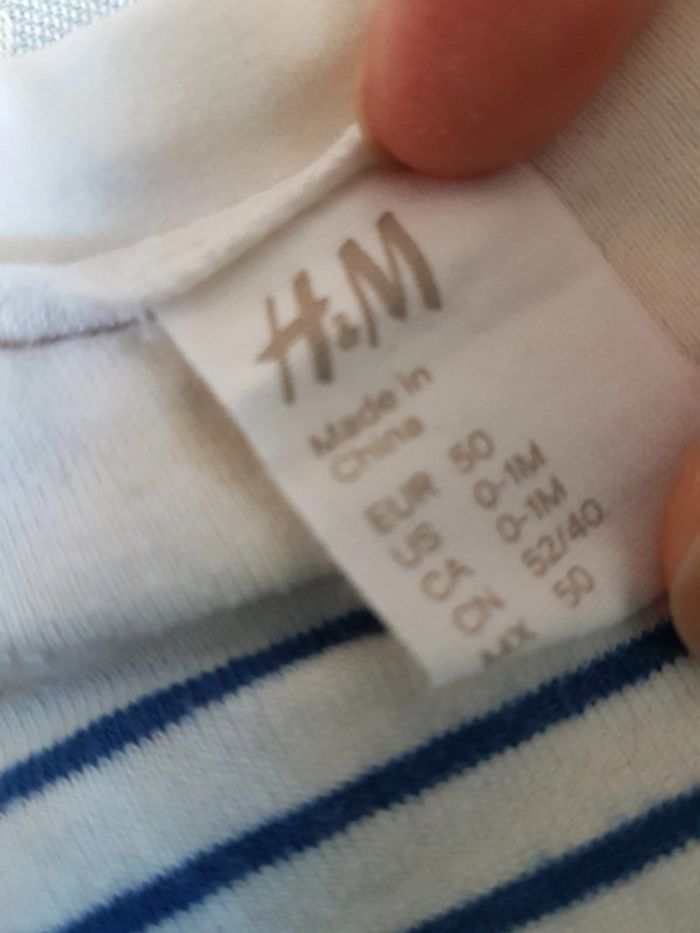 H&M
Made in
China
EUR 50
US 0-1M
CA 0-1M
CN 52/40
MX 50